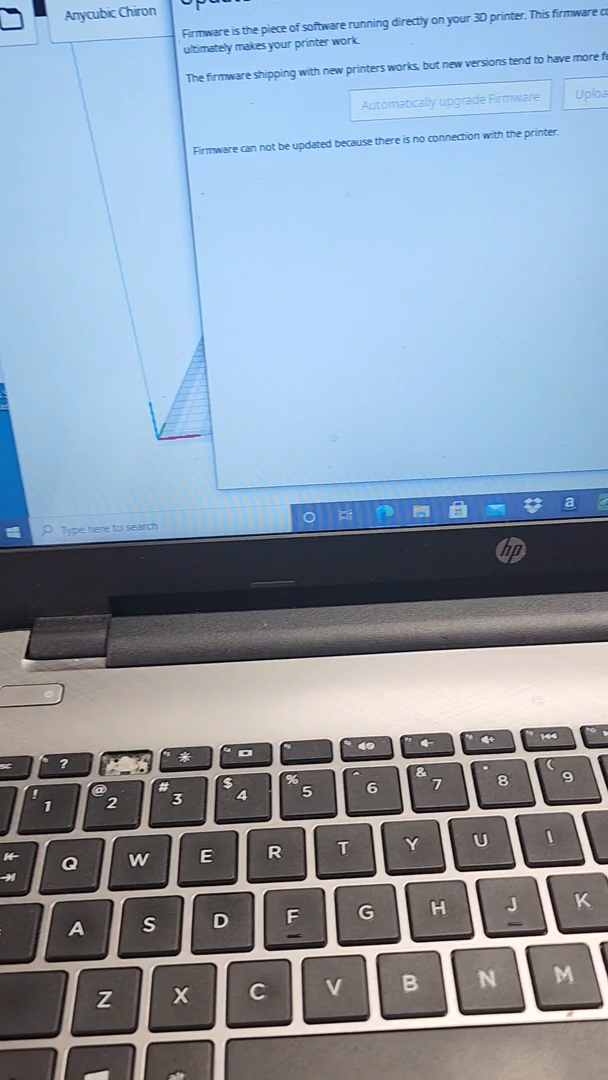 Anycubic Chiron
Firmware is the piece of software running directly on your 3D printer. This firmware
ultimately makes your printer work.
The firmware shipping with new printers works, but new versions tend to have more
Automatically upgrade Firmware
Firmware can not be updated because there is no connection with the printer.
Type here to search
a
hp
?
! 1 @ 2 # 3 $ 4 % 5 ^ 6 & 7 * 8 ( 9
Q W E R T Y U I
A S D F G H J K
Z X C V B N M